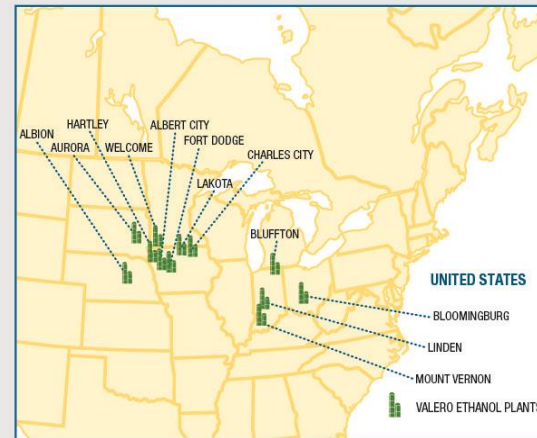 HARTLEY
ALBERT CITY
ALBION
WELCOME
FORT DODGE
AURORA
CHARLES CITY
LAKOTA
BLUFFTON
UNITED STATES
BLOOMINGBURG
LINDEN
MOUNT VERNON
VALERO ETHANOL PLANTS